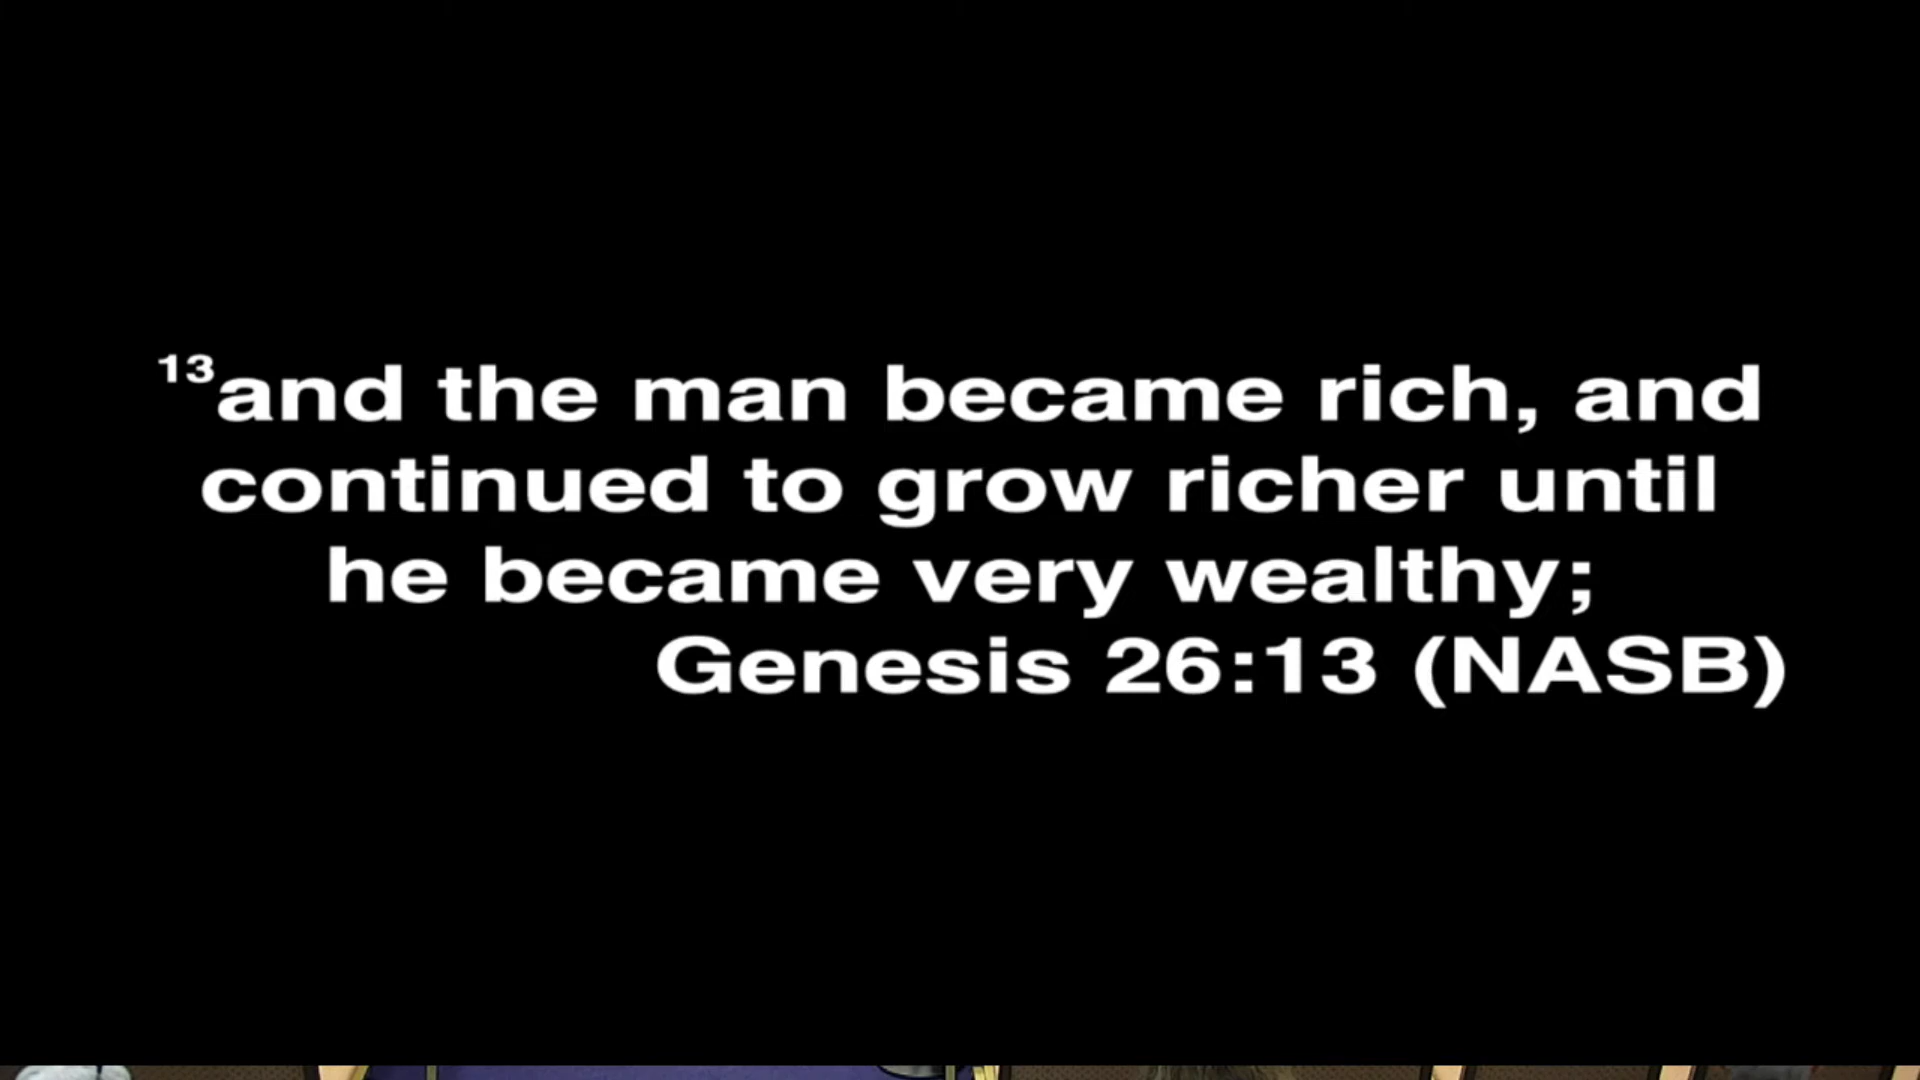 13and the man became rich, and
continued to grow richer until
he became very wealthy;
Genesis 26:13 (NASB)